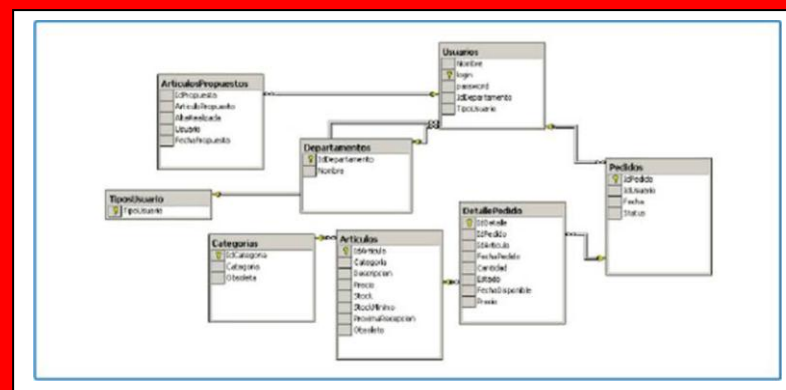 Usuarios
Nombre
login
password
IdDepartamento
TipoUsuario
ArticulosPropuestos
IdPropuesta
ArticuloPropuesto
AltaRealizada
Usuario
FechaPropuesta
Departamentos
IdDepartamento
Nombre
TiposUsuario
TipoUsuario
Pedidos
IdPedido
IdUsuario
Fecha
Status
Categorias
IdCategoria
Categoria
Obsoleta
Articulos
IdArticulo
Categoria
Descripcion
Precio
Stock
StockMinimo
ProximaRecepcion
Obsoleto
DetallePedido
IdDetalle
IdPedido
IdArticulo
FechaPedido
Cantidad
Estado
FechaDisponible
Precio